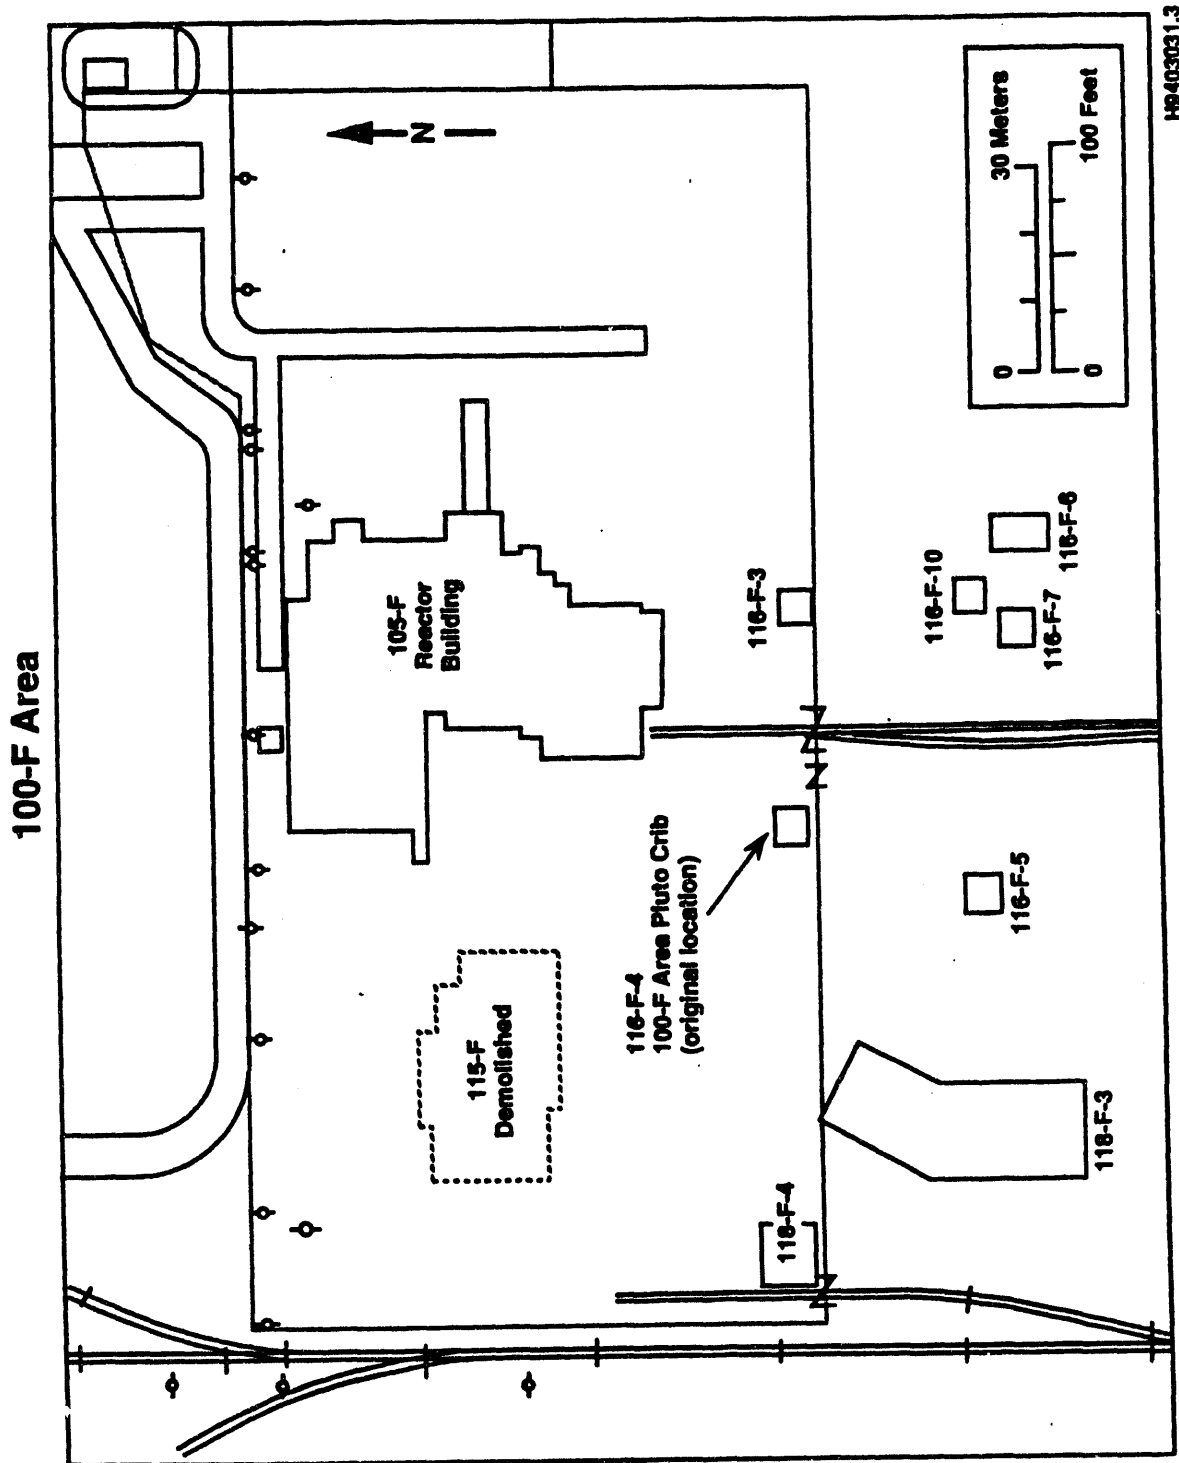 100-F Area
N
105-F
Reactor
Building
115-F
Demolished
116-F-4
100-F Area Pluto Crib
(original location)
116-F-3
118-F-4
118-F-3
116-F-5
116-F-10
116-F-7
116-F-6
0
30 Meters
0
100 Feet
H9403031.3